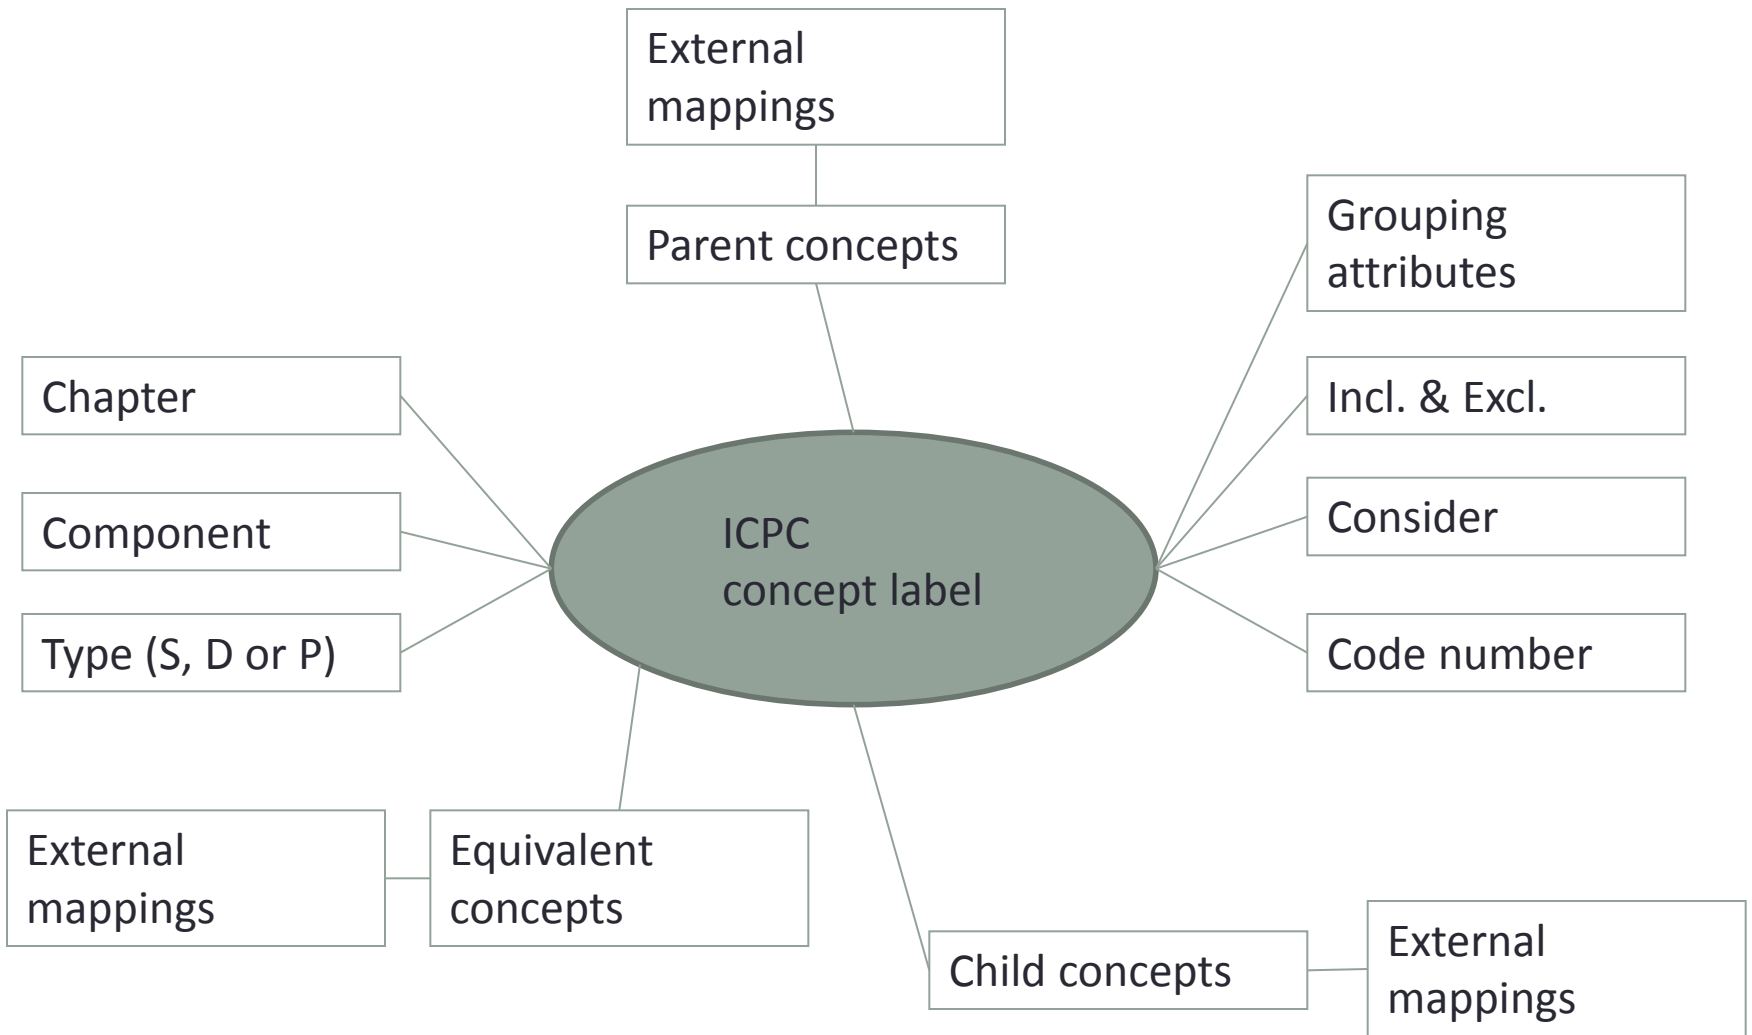 External
mappings
Parent concepts
Grouping
attributes
Chapter
Incl. & Excl.
Component
ICPC
concept label
Consider
Type (S, D or P)
Code number
External
mappings
Equivalent
concepts
Child concepts
External
mappings